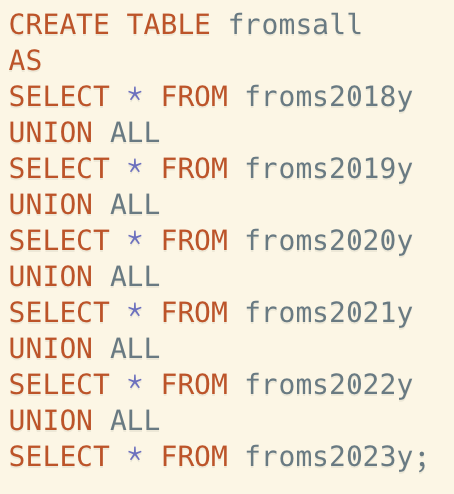 CREATE TABLE fromsall
AS
SELECT * FROM froms2018y
UNION ALL
SELECT * FROM froms2019y
UNION ALL
SELECT * FROM froms2020y
UNION ALL
SELECT * FROM froms2021y
UNION ALL
SELECT * FROM froms2022y
UNION ALL
SELECT * FROM froms2023y;